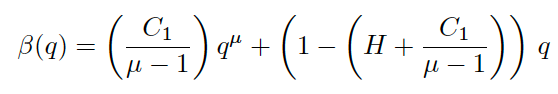 β(q) = (C₁ / (μ − 1)) q^μ + (1 − (H + C₁ / (μ − 1))) q